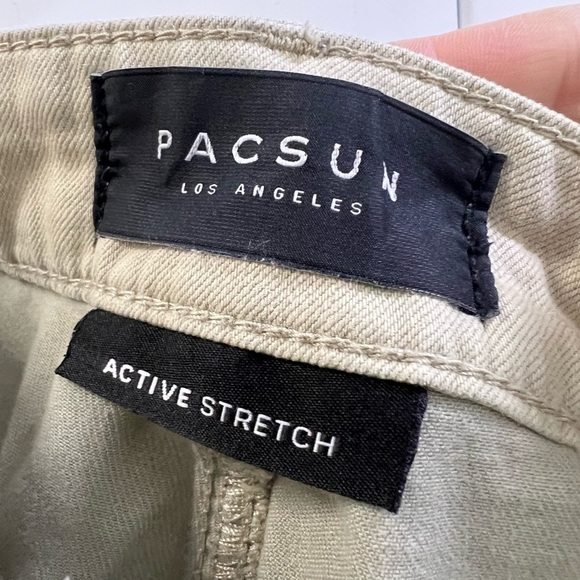 PACSUN
LOS ANGELES
ACTIVE STRETCH